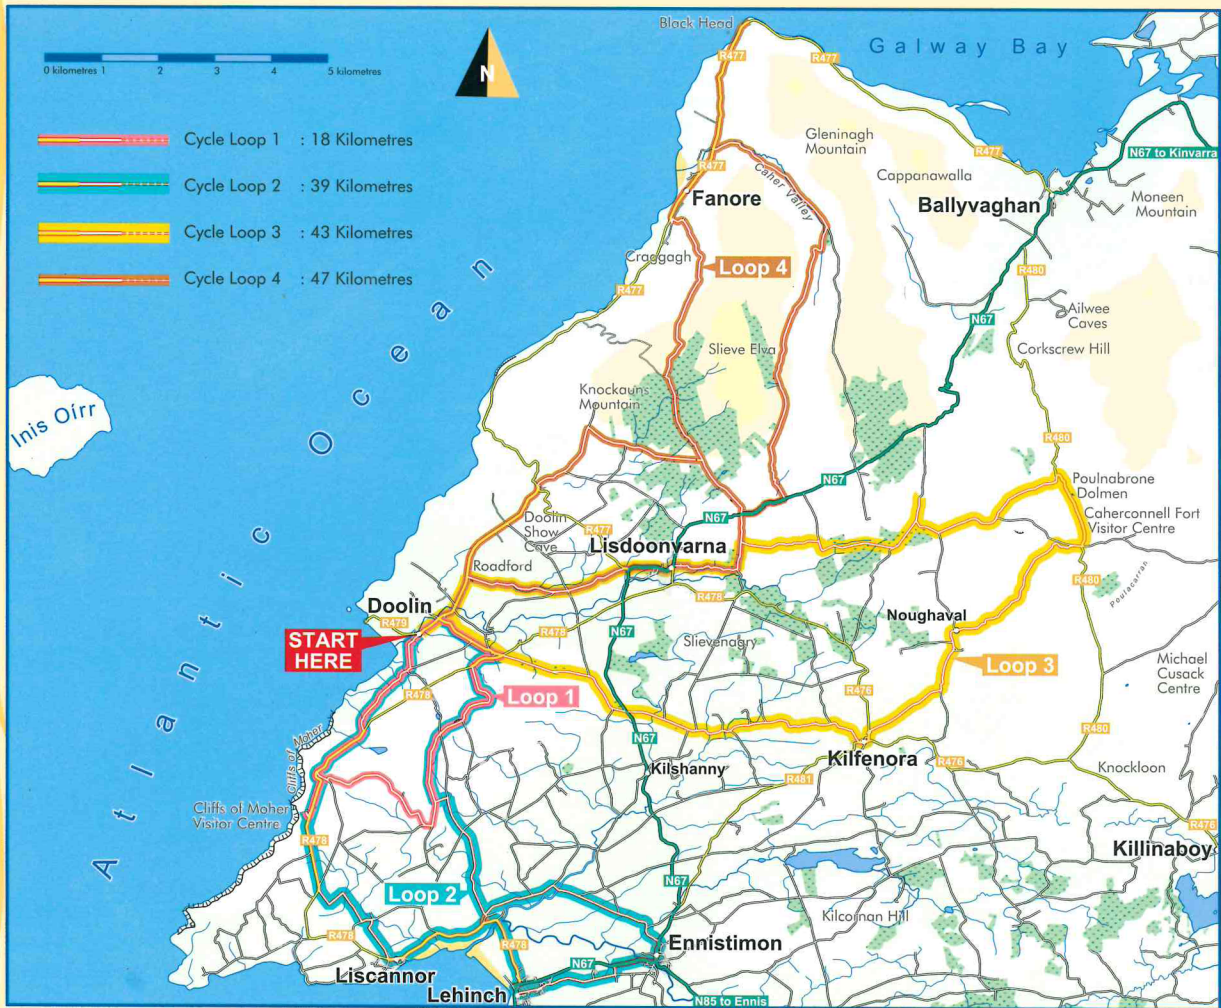 Black Head
Galway Bay
0 kilometres 1 2 3 4 5 kilometres
N
R477
R477
Cycle Loop 1 : 18 Kilometres
Gleninagh
Mountain
R477
N67 to Kinvarra
R477
Caher Valley
Cappanawalla
Cycle Loop 2 : 39 Kilometres
Fanore
Ballyvaghan
Moneen
Mountain
Cycle Loop 3 : 43 Kilometres
Craggagh
Loop 4
R480
Cycle Loop 4 : 47 Kilometres
R477
Atlantic Ocean
N67
Ailwee
Caves
Slieve Elva
Corkscrew Hill
Knockauns
Mountain
Inis Oírr
R480
N67
Poulnabrone
Dolmen
Doolin
Show
Cave
R477
N67
Caherconnell Fort
Visitor Centre
Lisdoonvarna
Roadford
R480
Poulacarran
Doolin
R478
R479
START
HERE
R478
N67
Noughaval
Slievenagry
Loop 3
Michael
Cusack
Centre
R478
Loop 1
R476
Cliffs of Moher
N67
R480
Kilfenora
R476
Kilshanny
R481
Knockloon
Cliffs of Moher
Visitor Centre
R476
R478
Killinaboy
N67
Loop 2
Kilcornan Hill
R478
R478
Ennistimon
Liscannor
N67
Lehinch
N85 to Ennis